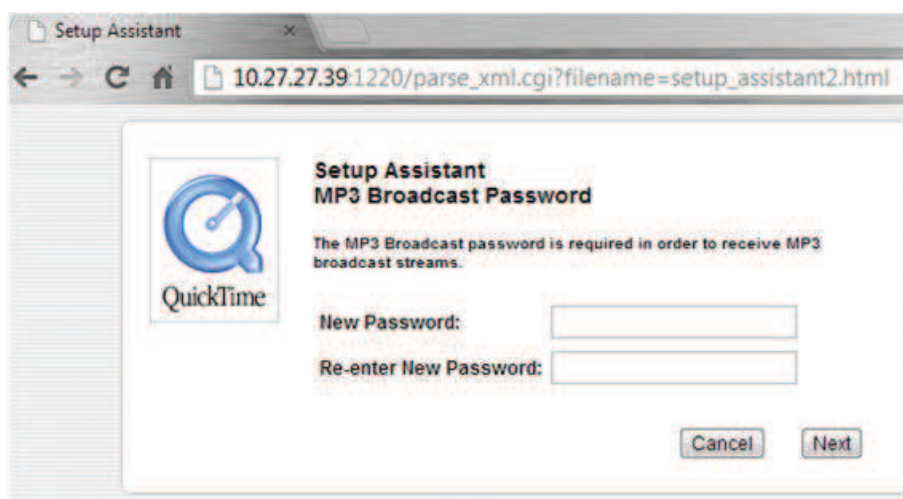 Setup Assistant
10.27.27.39:1220/parse_xml.cgi?filename=setup_assistant2.html
Setup Assistant
MP3 Broadcast Password
The MP3 Broadcast password is required in order to receive MP3
broadcast streams.
QuickTime
New Password:
Re-enter New Password:
Cancel
Next